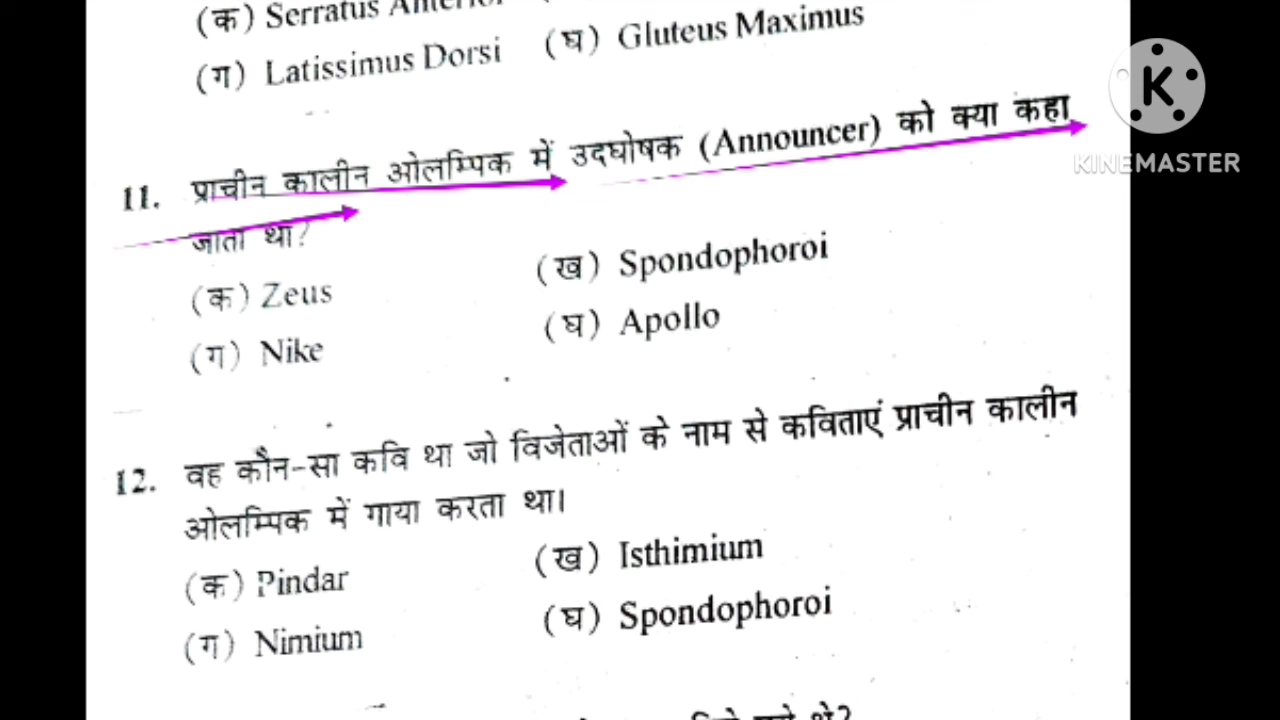 (क) Serratus Anterior
(ग) Latissimus Dorsi (घ) Gluteus Maximus
11. प्राचीन कालीन ओलम्पिक में उदघोषक (Announcer) को क्या कहा
जाता था?
(क) Zeus (ख) Spondophoroi
(ग) Nike (घ) Apollo
12. वह कौन-सा कवि था जो विजेताओं के नाम से कविताएं प्राचीन कालीन
ओलम्पिक में गाया करता था।
(क) Pindar (ख) Isthimium
(ग) Nimium (घ) Spondophoroi
K
KINEMASTER